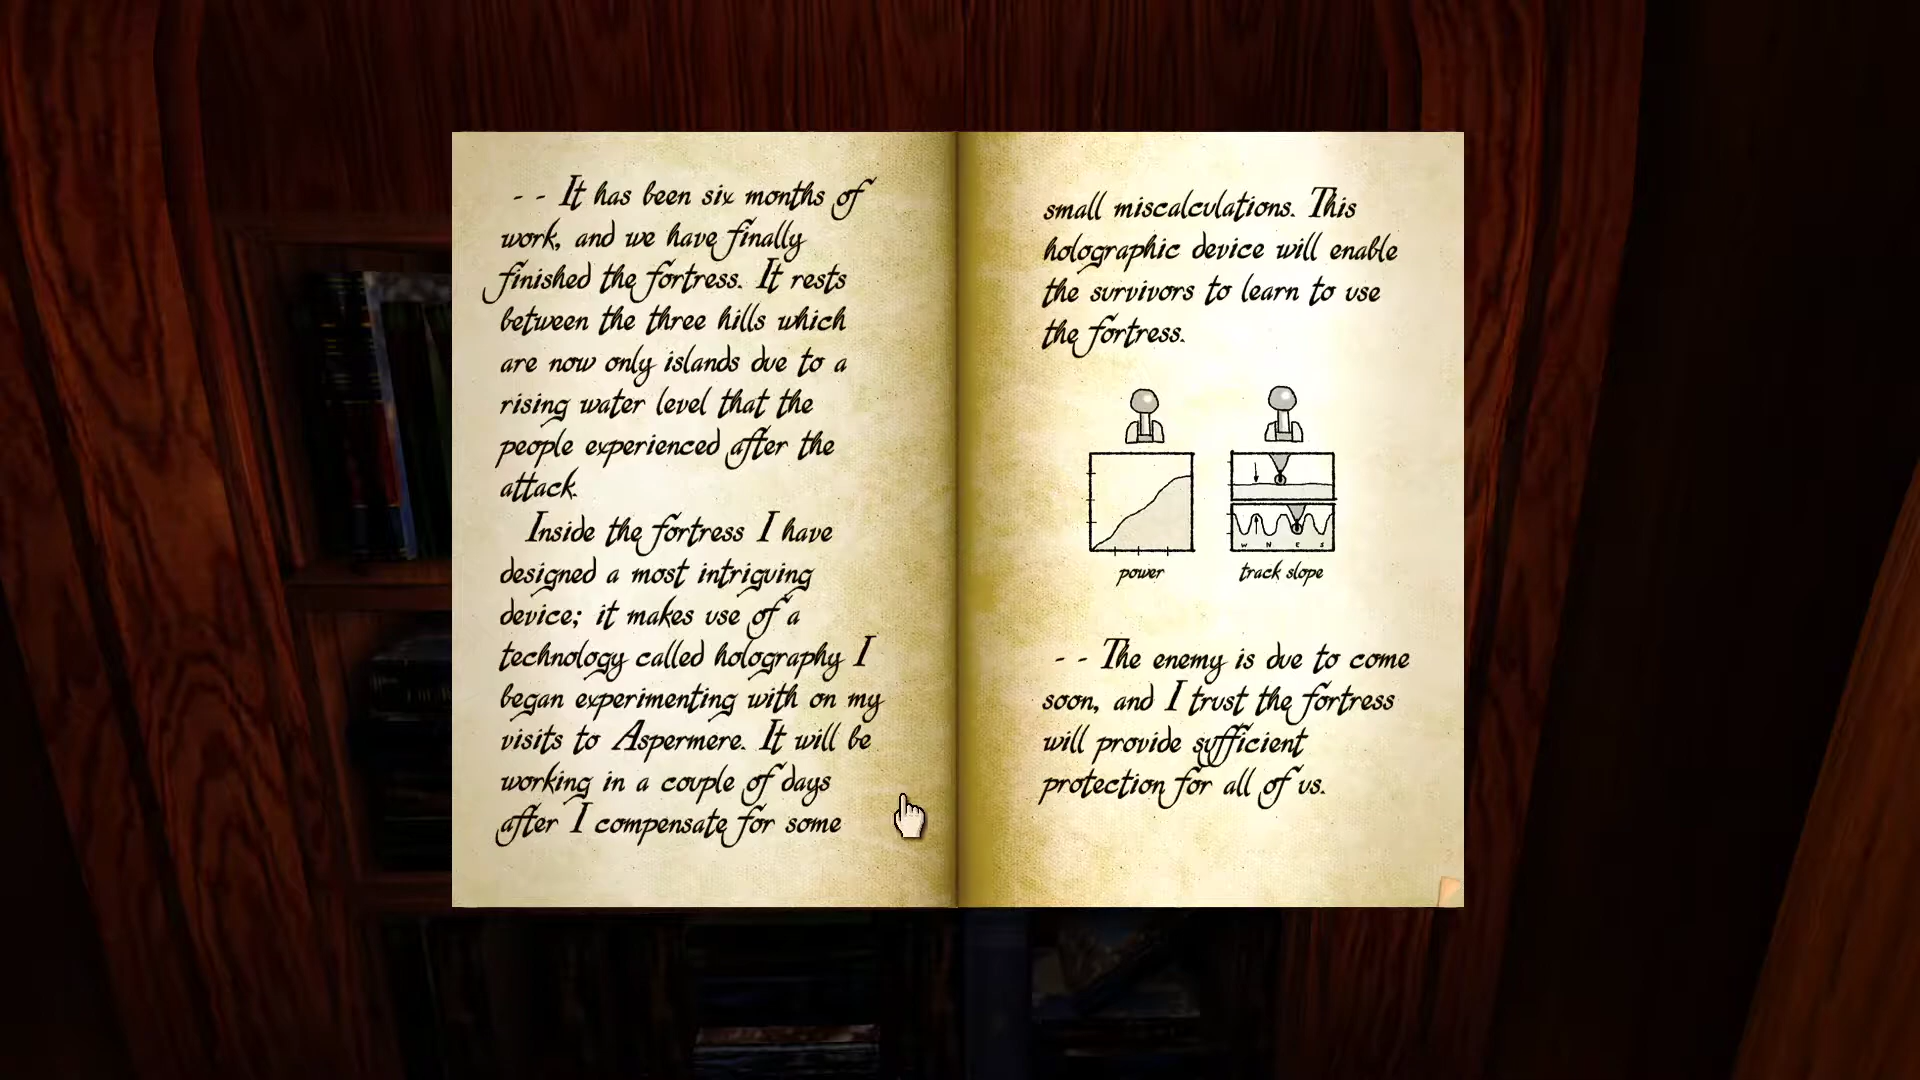 - - It has been six months of
work, and we have finally
finished the fortress. It rests
between the three hills which
are now only islands due to a
rising water level that the
people experienced after the
attack.
Inside the fortress I have
designed a most intriguing
device; it makes use of a
technology called holography I
began experimenting with on my
visits to Aspermere. It will be
working in a couple of days
after I compensate for some
small miscalculations. This
holographic device will enable
the survivors to learn to use
the fortress.
W N E S
power
track slope
- - The enemy is due to come
soon, and I trust the fortress
will provide sufficient
protection for all of us.